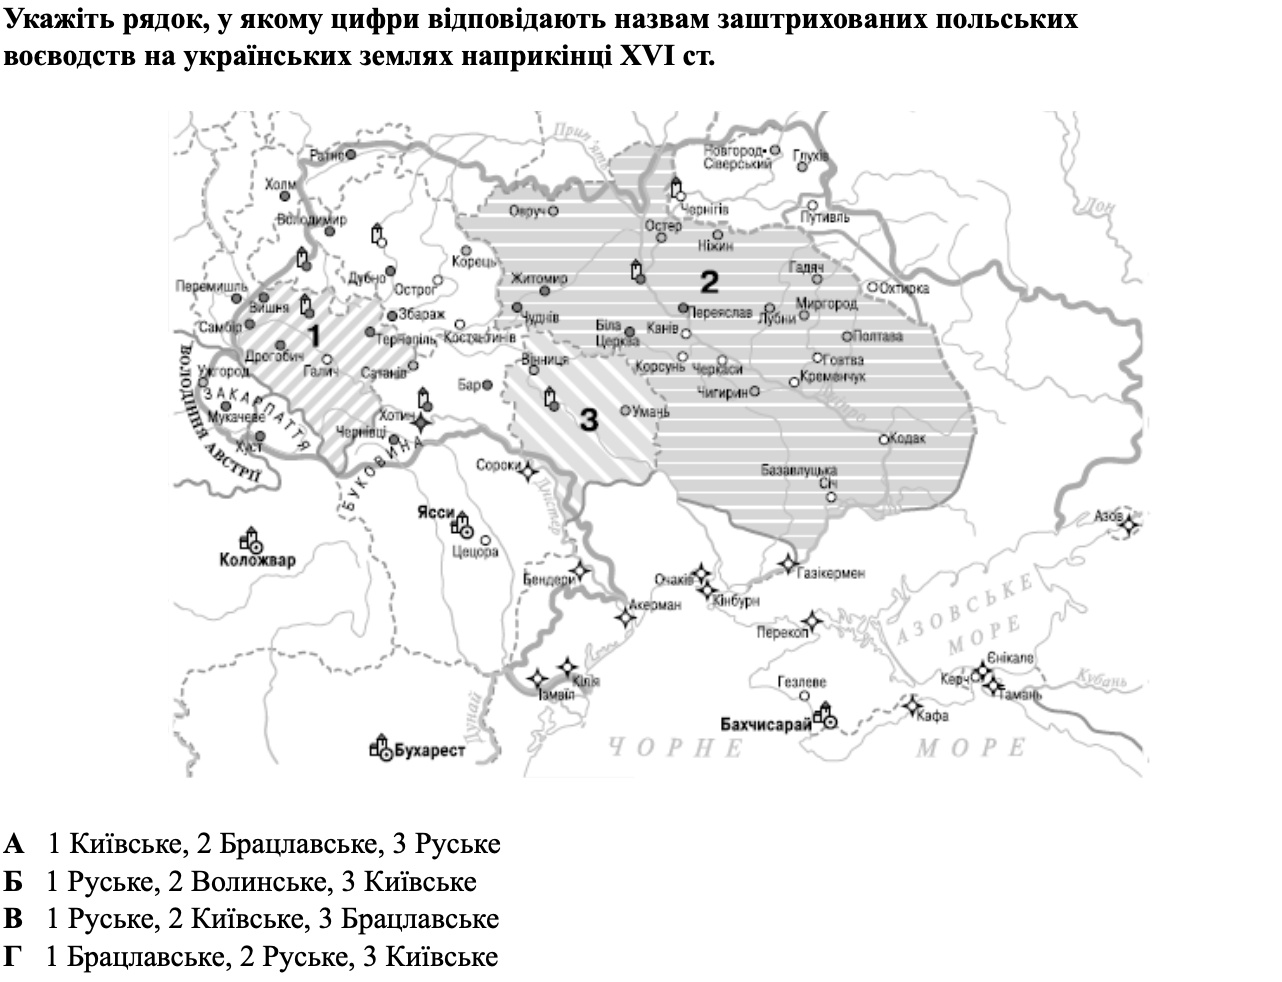 Укажіть рядок, у якому цифри відповідають назвам заштрихованих польських
воєводств на українських землях наприкінці XVI ст.
Прип'ять
Ратне
Новгород-
Сіверський
Глухів
Холм
Володимир
Овруч
Чернігів
Путивль
Дон
Остер
Ніжин
Корець
Перемишль
Дубно
Острог
Житомир
2
Гадяч
Охтирка
Вишня
Самбір
1
Збараж
Чуднів
Переяслав
Миргород
Лубни
Тернопіль
Костянтинів
Біла
Церква
Канів
Полтава
Дрогобич
Галич
Сатанів
Вінниця
Корсунь
Черкаси
Говтва
Кременчук
Ужгород
ЗАКАРПАТТЯ
Бар
Чигирин
Дніпро
ВОЛОДІННЯ АВСТРІЇ
Мукачеве
Хотин
3
Умань
Хуст
Чернівці
БУКОВИНА
Кодак
Сороки
Базавлуцька
Січ
Дністер
Ясси
Цецора
Азов
Коложвар
Бендери
Очаків
Газікермен
Кінбурн
Акерман
Перекоп
АЗОВСЬКЕ
МОРЕ
Єнікале
Керч
Тамань
Кубань
Кілія
Ізмаїл
Гезлеве
Дунай
Бахчисарай
Кафа
Бухарест
ЧОРНЕ МОРЕ
А 1 Київське, 2 Брацлавське, 3 Руське
Б 1 Руське, 2 Волинське, 3 Київське
В 1 Руське, 2 Київське, 3 Брацлавське
Г 1 Брацлавське, 2 Руське, 3 Київське